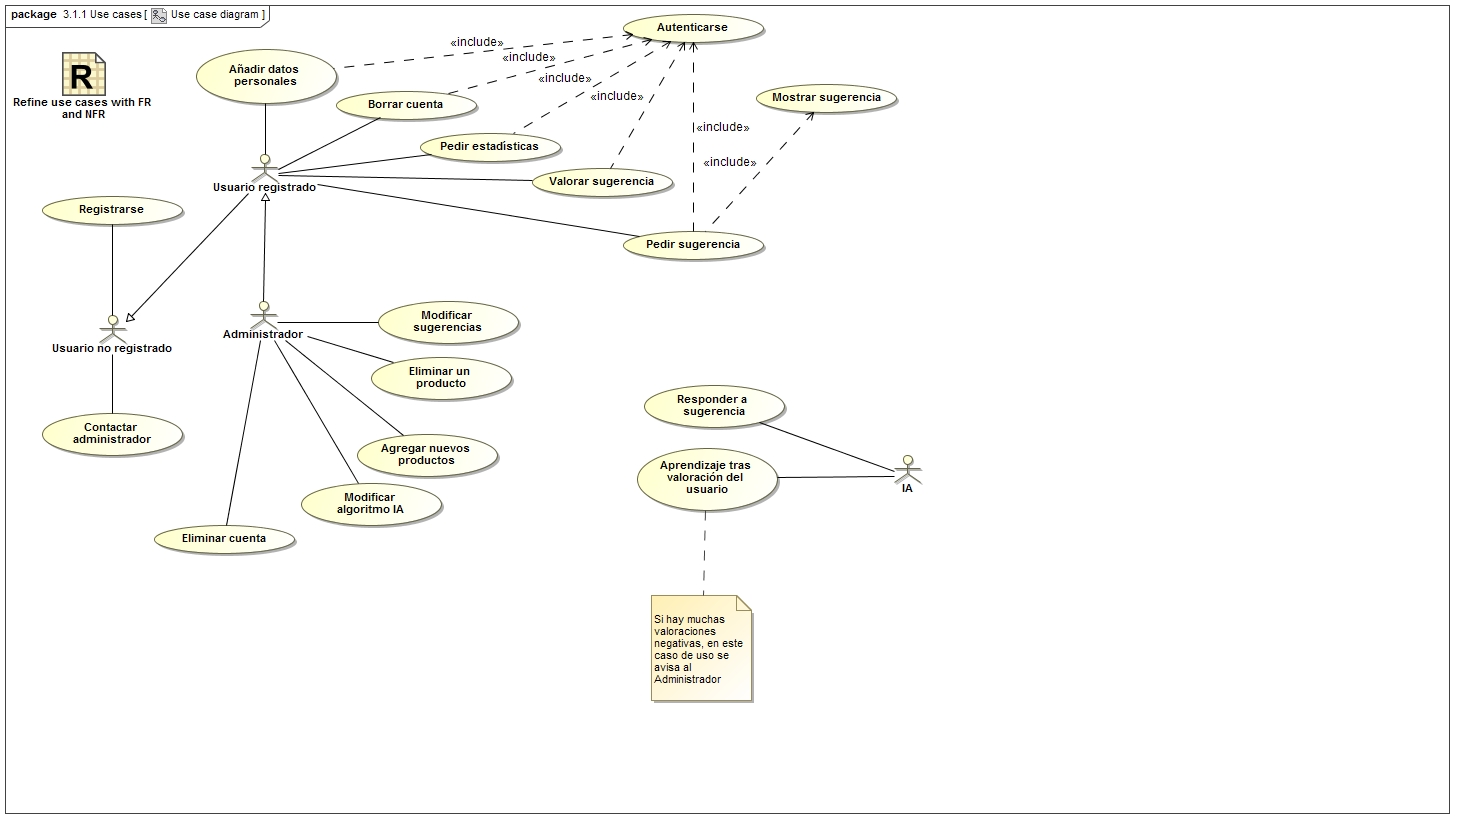 package 3.1.1 Use cases [ Use case diagram ]
Autenticarse
«include»
«include»
«include»
«include»
«include»
«include»
R
Refine use cases with FR
and NFR
Añadir datos
personales
Borrar cuenta
Mostrar sugerencia
Pedir estadísticas
Valorar sugerencia
Usuario registrado
Registrarse
Pedir sugerencia
Modificar
sugerencias
Administrador
Usuario no registrado
Eliminar un
producto
Responder a
sugerencia
Contactar
administrador
Agregar nuevos
productos
Aprendizaje tras
valoración del
usuario
IA
Modificar
algoritmo IA
Eliminar cuenta
Si hay muchas
valoraciones
negativas, en este
caso de uso se
avisa al
Administrador